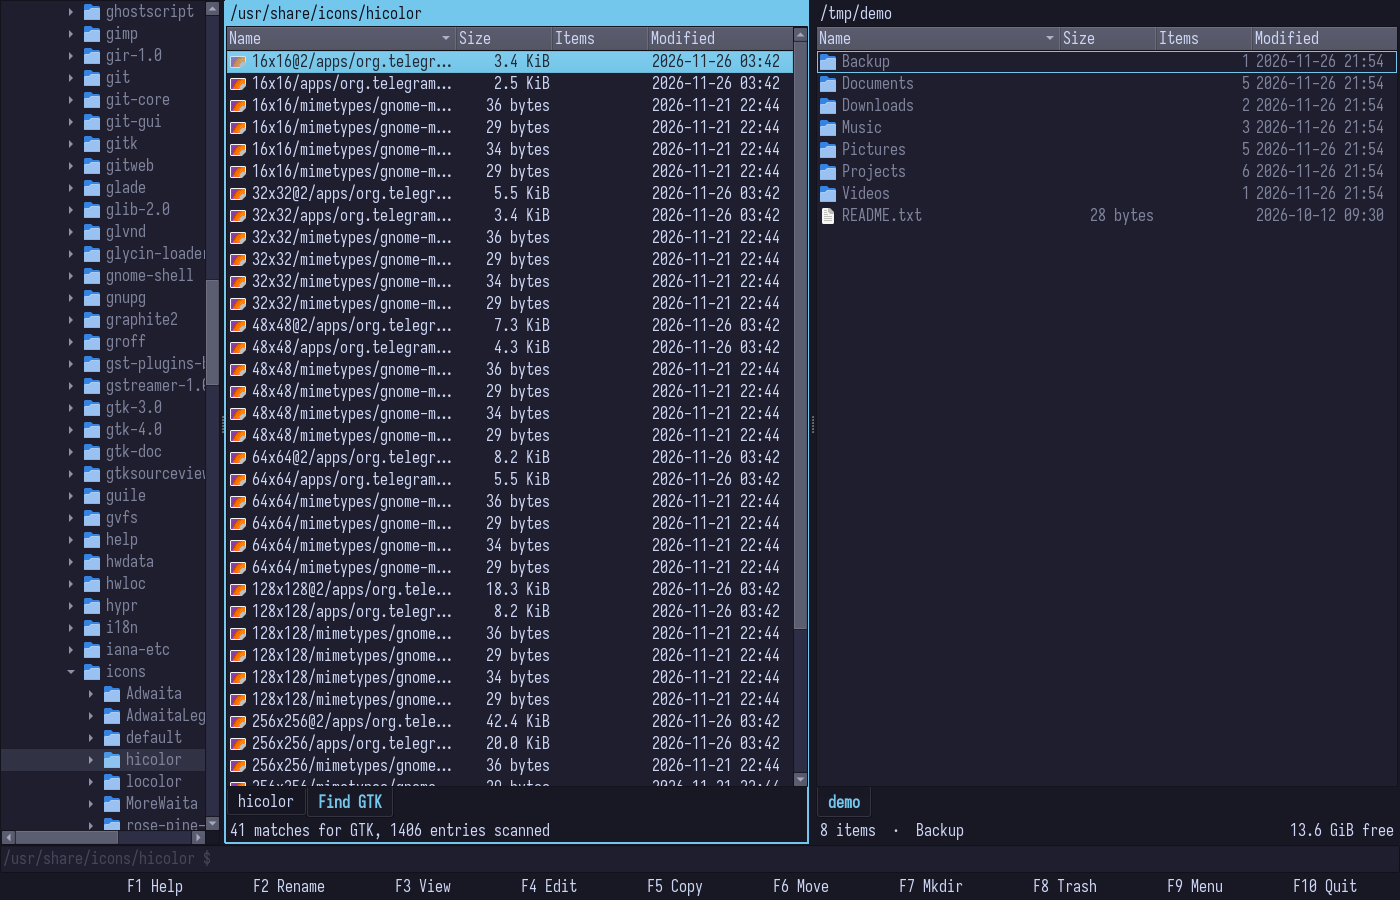 ghostscript
gimp
gir-1.0
git
git-core
git-gui
gitk
gitweb
glade
glib-2.0
glvnd
glycin-loader
gnome-shell
gnupg
graphite2
groff
gst-plugins-b
gstreamer-1.0
gtk-3.0
gtk-4.0
gtk-doc
gtksourceview
guile
gvfs
help
hwdata
hwloc
hypr
i18n
iana-etc
icons
Adwaita
AdwaitaLeg
default
hicolor
locolor
MoreWaita
rose-pine-
/usr/share/icons/hicolor
Name Size Items Modified
16x16@2/apps/org.telegr... 3.4 KiB 2026-11-26 03:42
16x16/apps/org.telegram... 2.5 KiB 2026-11-26 03:42
16x16/mimetypes/gnome-m... 36 bytes 2026-11-21 22:44
16x16/mimetypes/gnome-m... 29 bytes 2026-11-21 22:44
16x16/mimetypes/gnome-m... 34 bytes 2026-11-21 22:44
16x16/mimetypes/gnome-m... 29 bytes 2026-11-21 22:44
32x32@2/apps/org.telegr... 5.5 KiB 2026-11-26 03:42
32x32/apps/org.telegram... 3.4 KiB 2026-11-26 03:42
32x32/mimetypes/gnome-m... 36 bytes 2026-11-21 22:44
32x32/mimetypes/gnome-m... 29 bytes 2026-11-21 22:44
32x32/mimetypes/gnome-m... 34 bytes 2026-11-21 22:44
32x32/mimetypes/gnome-m... 29 bytes 2026-11-21 22:44
48x48@2/apps/org.telegr... 7.3 KiB 2026-11-26 03:42
48x48/apps/org.telegram... 4.3 KiB 2026-11-26 03:42
48x48/mimetypes/gnome-m... 36 bytes 2026-11-21 22:44
48x48/mimetypes/gnome-m... 29 bytes 2026-11-21 22:44
48x48/mimetypes/gnome-m... 34 bytes 2026-11-21 22:44
48x48/mimetypes/gnome-m... 29 bytes 2026-11-21 22:44
64x64@2/apps/org.telegr... 8.2 KiB 2026-11-26 03:42
64x64/apps/org.telegram... 5.5 KiB 2026-11-26 03:42
64x64/mimetypes/gnome-m... 36 bytes 2026-11-21 22:44
64x64/mimetypes/gnome-m... 29 bytes 2026-11-21 22:44
64x64/mimetypes/gnome-m... 34 bytes 2026-11-21 22:44
64x64/mimetypes/gnome-m... 29 bytes 2026-11-21 22:44
128x128@2/apps/org.tele... 18.3 KiB 2026-11-26 03:42
128x128/apps/org.telegr... 8.2 KiB 2026-11-26 03:42
128x128/mimetypes/gnome... 36 bytes 2026-11-21 22:44
128x128/mimetypes/gnome... 29 bytes 2026-11-21 22:44
128x128/mimetypes/gnome... 34 bytes 2026-11-21 22:44
128x128/mimetypes/gnome... 29 bytes 2026-11-21 22:44
256x256@2/apps/org.tele... 42.4 KiB 2026-11-26 03:42
256x256/apps/org.telegr... 20.0 KiB 2026-11-26 03:42
256x256/mimetypes/gnome... 36 bytes 2026-11-21 22:44
256x256/mimetypes/gnome... 29 bytes 2026-11-21 22:44
hicolor Find GTK
41 matches for GTK, 1406 entries scanned
/tmp/demo
Name Size Items Modified
Backup 1 2026-11-26 21:54
Documents 5 2026-11-26 21:54
Downloads 2 2026-11-26 21:54
Music 3 2026-11-26 21:54
Pictures 5 2026-11-26 21:54
Projects 6 2026-11-26 21:54
Videos 1 2026-11-26 21:54
README.txt 28 bytes 2026-10-12 09:30
demo
8 items · Backup 13.6 GiB free
/usr/share/icons/hicolor $
F1 Help F2 Rename F3 View F4 Edit F5 Copy F6 Move F7 Mkdir F8 Trash F9 Menu F10 Quit